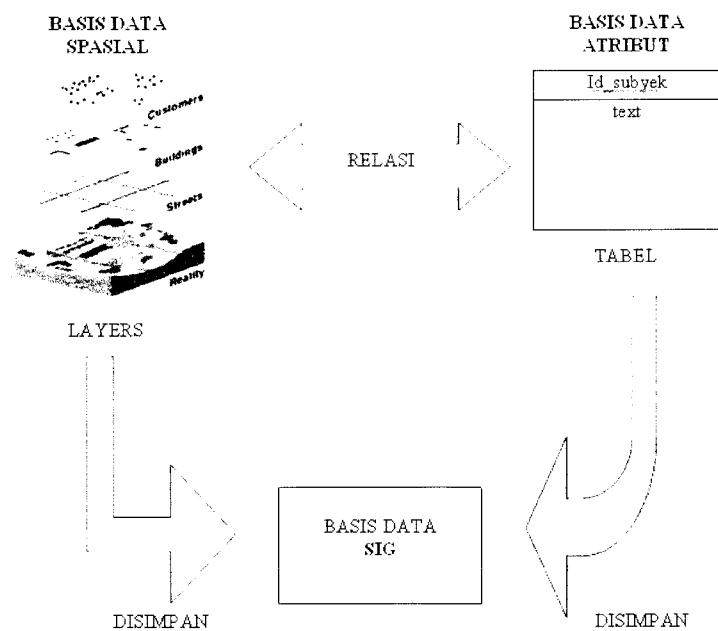 BASIS DATA
SPASIAL
BASIS DATA
ATRIBUT
Customers
Buildings
Streets
Reality
RELASI
Id_subyek
text
TABEL
LAYERS
BASIS DATA
SIG
DISIMPAN
DISIMPAN